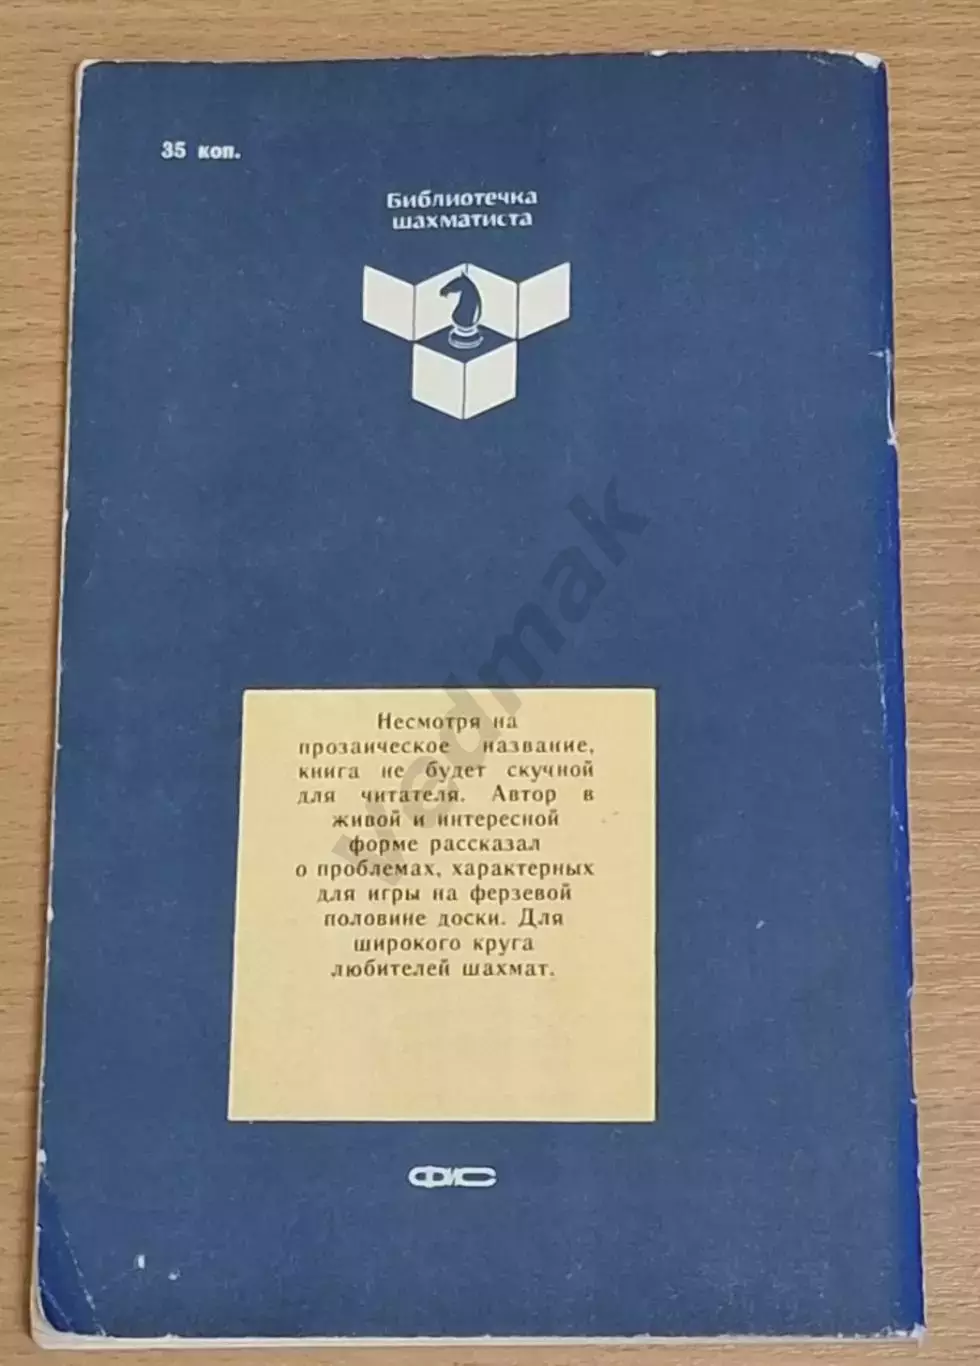 35 коп.
Библиотечка
шахматиста
Несмотря на
прозаическое название,
книга не будет скучной
для читателя. Автор в
живой и интересной
форме рассказал
о проблемах, характерных
для игры на ферзевой
половине доски. Для
широкого круга
любителей шахмат.
ФиС
Vedmak